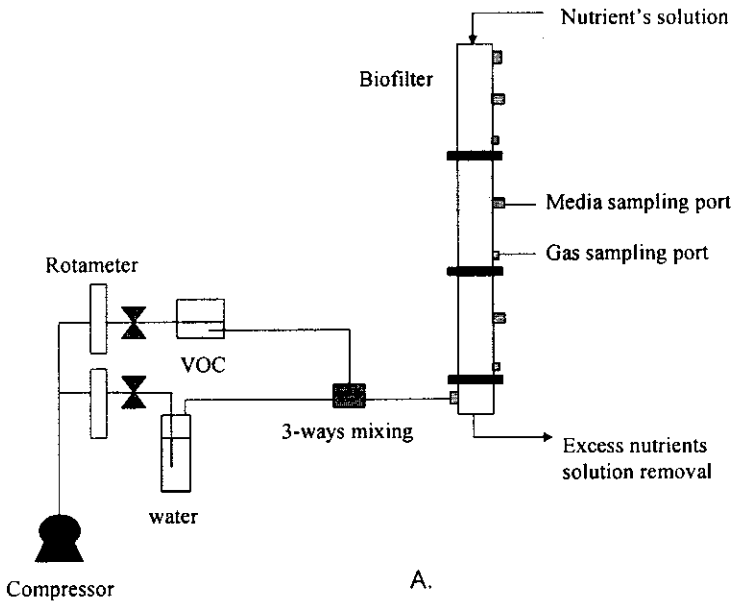 Nutrient's solution
Biofilter
Media sampling port
Gas sampling port
Rotameter
VOC
3-ways mixing
Excess nutrients
solution removal
water
Compressor
A.